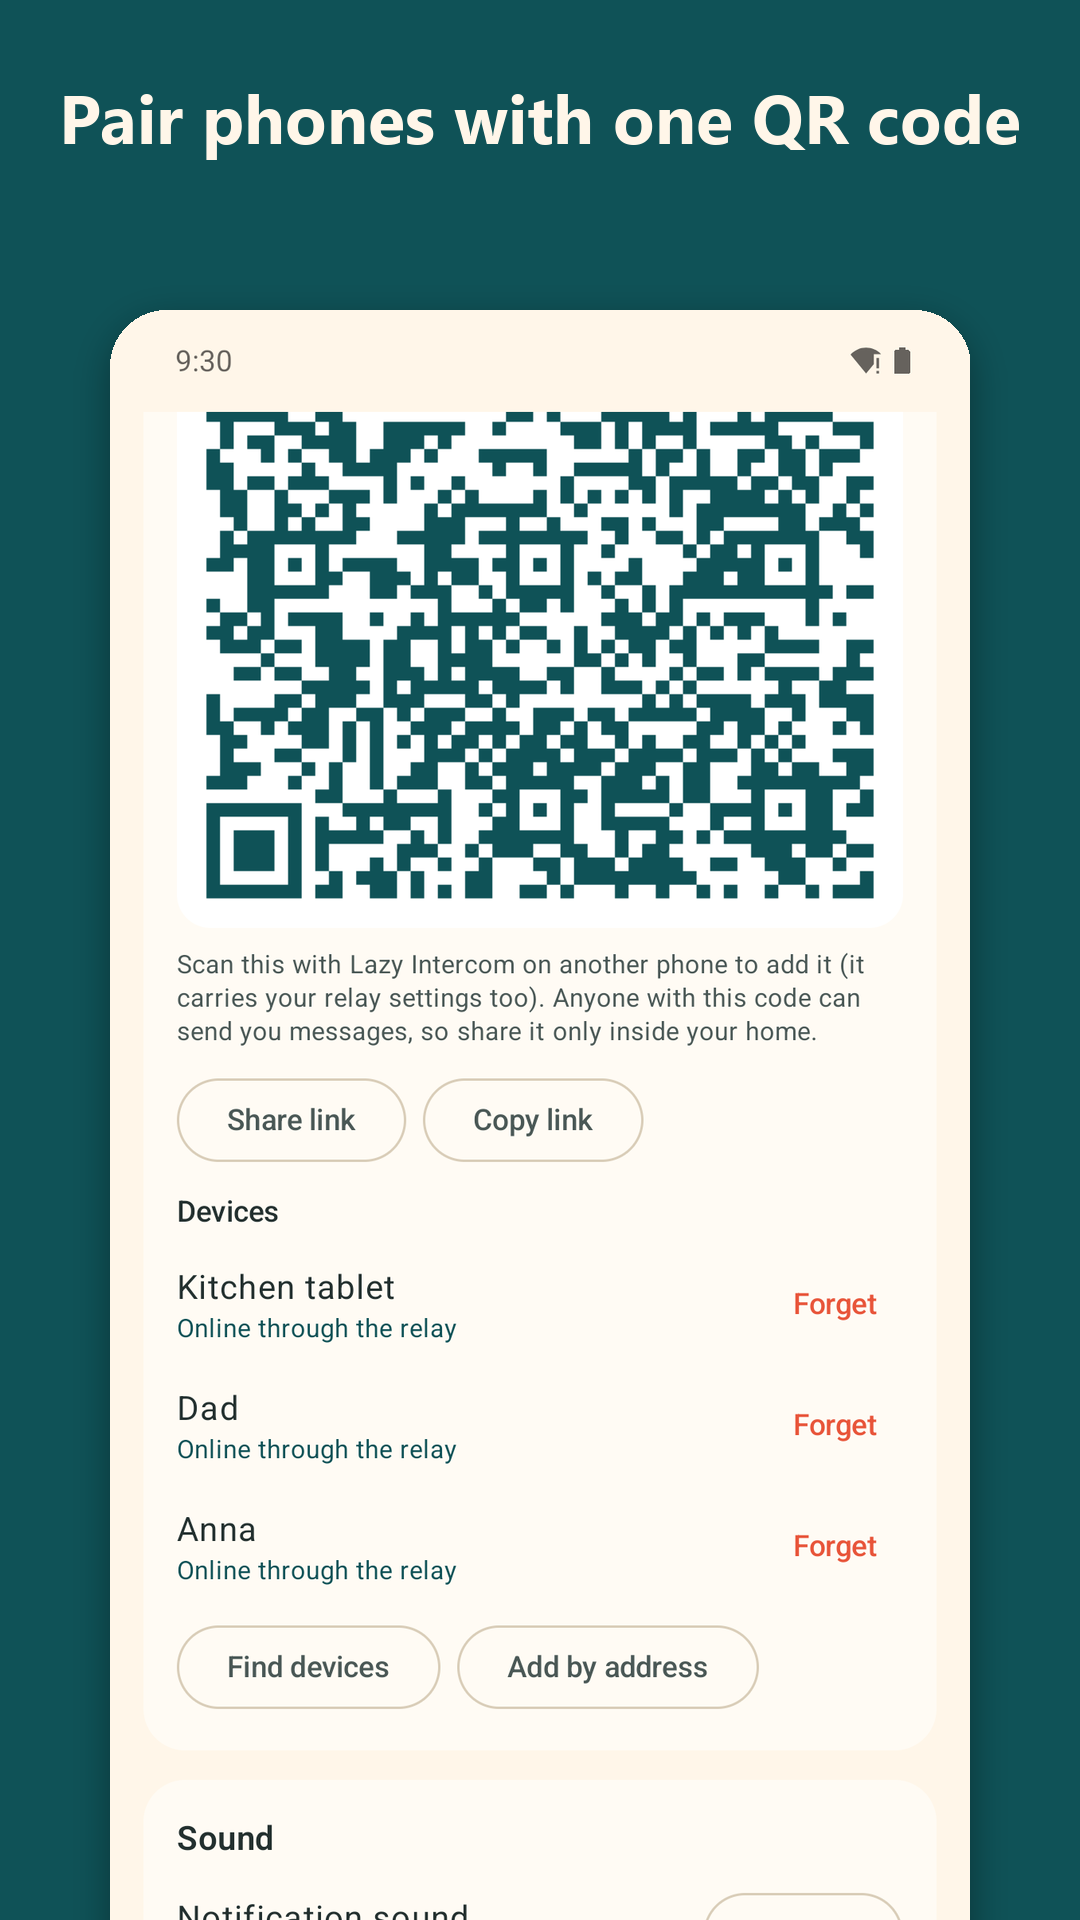 Pair phones with one QR code
9:30
Scan this with Lazy Intercom on another phone to add it (it
carries your relay settings too). Anyone with this code can
send you messages, so share it only inside your home.
Share link
Copy link
Devices
Kitchen tablet
Online through the relay
Forget
Dad
Online through the relay
Forget
Anna
Online through the relay
Forget
Find devices
Add by address
Sound
Notification sound